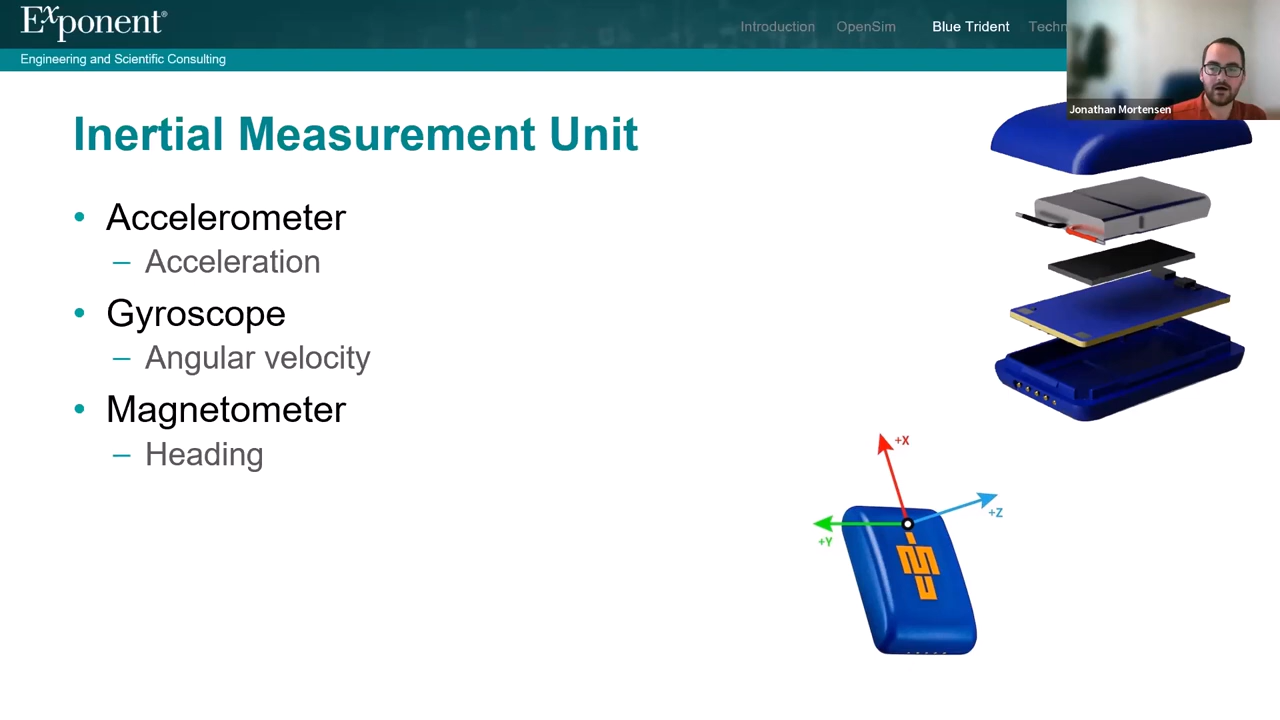 Exponent®
Engineering and Scientific Consulting
Introduction OpenSim Blue Trident Techn
Jonathan Mortensen
Inertial Measurement Unit
• Accelerometer
– Acceleration
• Gyroscope
– Angular velocity
• Magnetometer
– Heading
+X
+Z
+Y